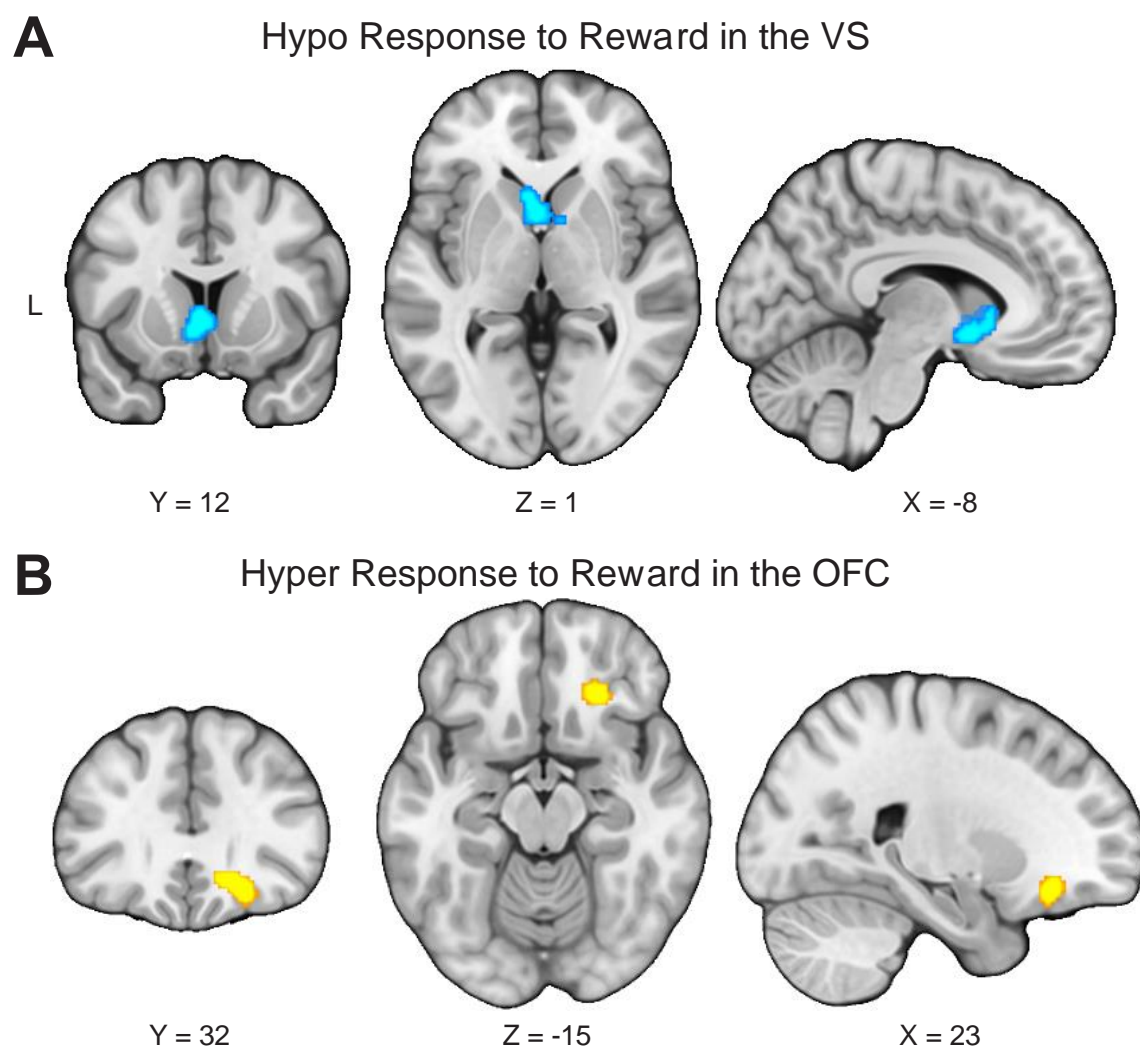 A
Hypo Response to Reward in the VS
L
Y = 12
Z = 1
X = -8
B
Hyper Response to Reward in the OFC
Y = 32
Z = -15
X = 23